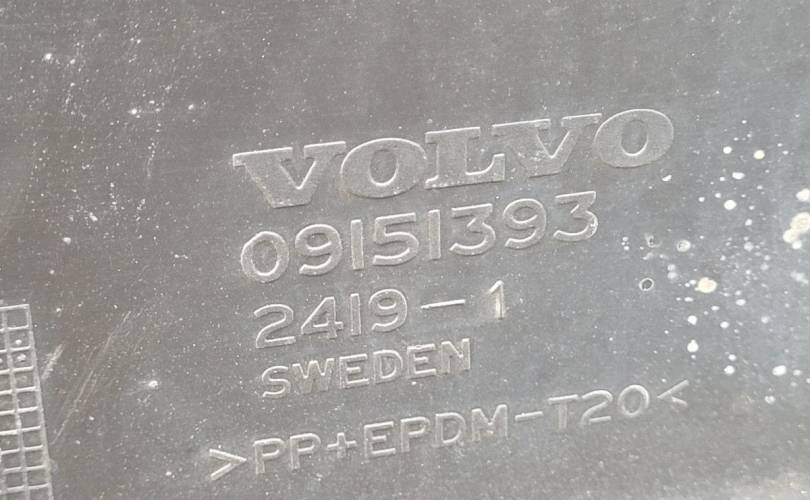 VOLVO
09151393
2419-1
SWEDEN
>PP+EPDM-T20<